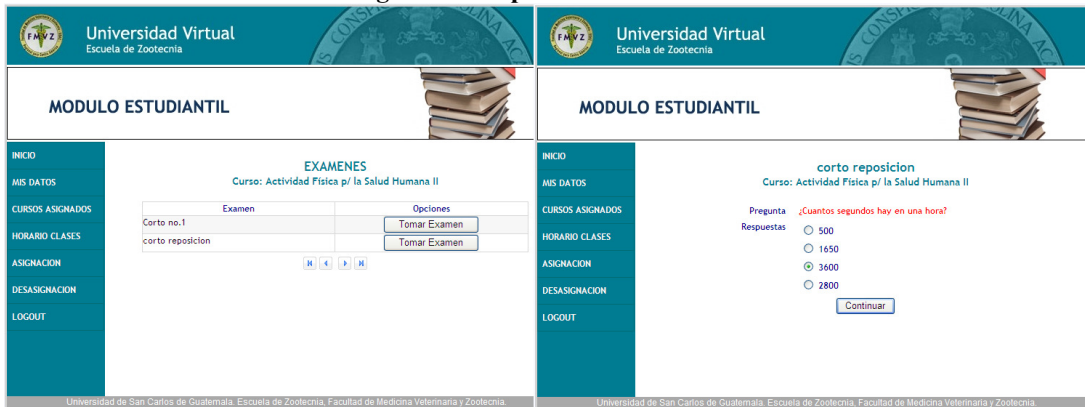 FMVZ
Universidad Virtual
Escuela de Zootecnia
MODULO ESTUDIANTIL
INICIO
MIS DATOS
CURSOS ASIGNADOS
HORARIO CLASES
ASIGNACION
DESASIGNACION
LOGOUT
EXAMENES
Curso: Actividad Física p/ la Salud Humana II
Examen Opciones
Corto no.1 Tomar Examen
corto reposicion Tomar Examen
Universidad de San Carlos de Guatemala. Escuela de Zootecnia, Facultad de Medicina Veterinaria y Zootecnia.
FMVZ
Universidad Virtual
Escuela de Zootecnia
MODULO ESTUDIANTIL
INICIO
MIS DATOS
CURSOS ASIGNADOS
HORARIO CLASES
ASIGNACION
DESASIGNACION
LOGOUT
corto reposicion
Curso: Actividad Física p/ la Salud Humana II
Pregunta ¿Cuantos segundos hay en una hora?
Respuestas
500
1650
3600
2800
Continuar
Universidad de San Carlos de Guatemala. Escuela de Zootecnia, Facultad de Medicina Veterinaria y Zootecnia.